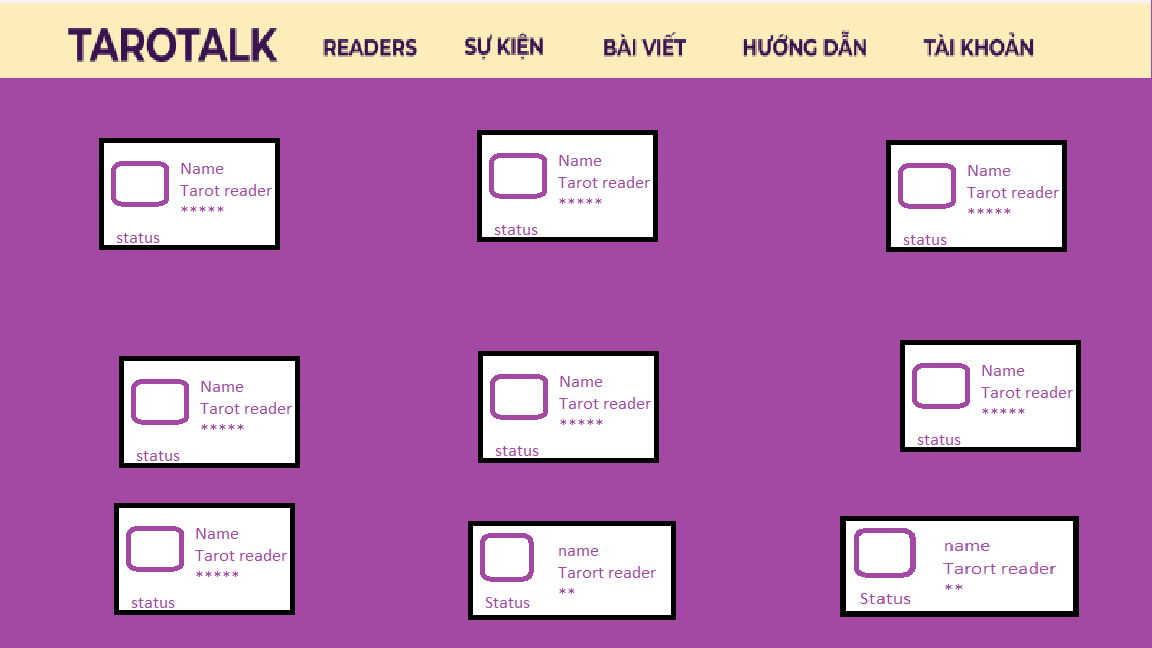 TAROTALK READERS SỰ KIỆN BÀI VIẾT HƯỚNG DẪN TÀI KHOẢN
Name
Tarot reader
*****
status
Name
Tarot reader
*****
status
Name
Tarot reader
*****
status
Name
Tarot reader
*****
status
Name
Tarot reader
*****
status
Name
Tarot reader
*****
status
Name
Tarot reader
*****
status
name
Tarort reader
**
Status
name
Tarort reader
**
Status